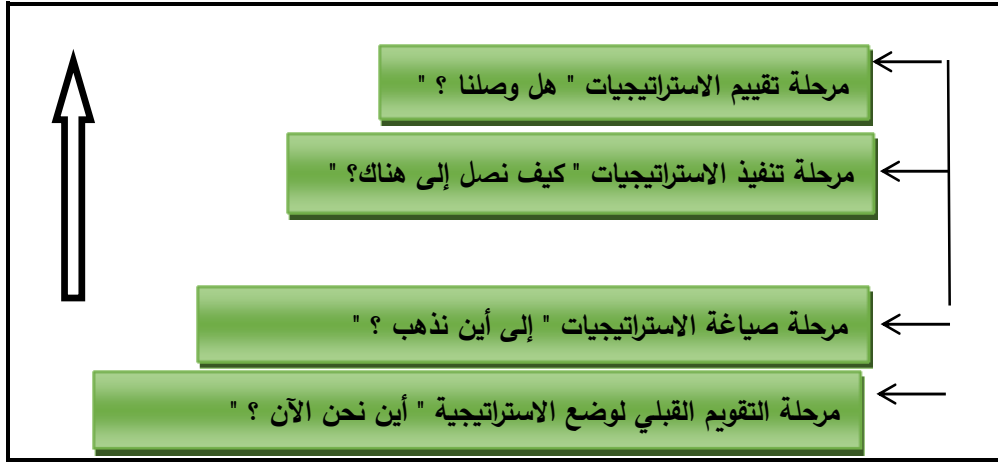 مرحلة تقييم الاستراتيجيات " هل وصلنا ؟ "
مرحلة تنفيذ الاستراتيجيات " كيف نصل إلى هناك؟ "
مرحلة صياغة الاستراتيجيات " إلى أين نذهب ؟ "
مرحلة التقويم القبلي لوضع الاستراتيجية " أين نحن الآن ؟ "